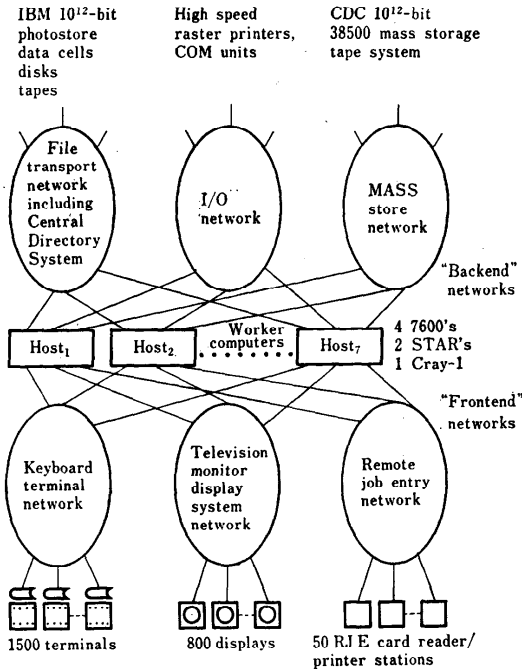 IBM 10¹²-bit
photostore
data cells
disks
tapes
High speed
raster printers,
COM units
CDC 10¹²-bit
38500 mass storage
tape system
File
transport
network
including
Central
Directory
System
I/O
network
MASS
store
network
"Backend"
networks
Host₁
Host₂
Worker
computers
Host₇
4 7600's
2 STAR's
1 Cray-1
"Frontend"
networks
Keyboard
terminal
network
Television
monitor
display
system
network
Remote
job entry
network
1500 terminals
800 displays
50 RJE card reader/
printer stations